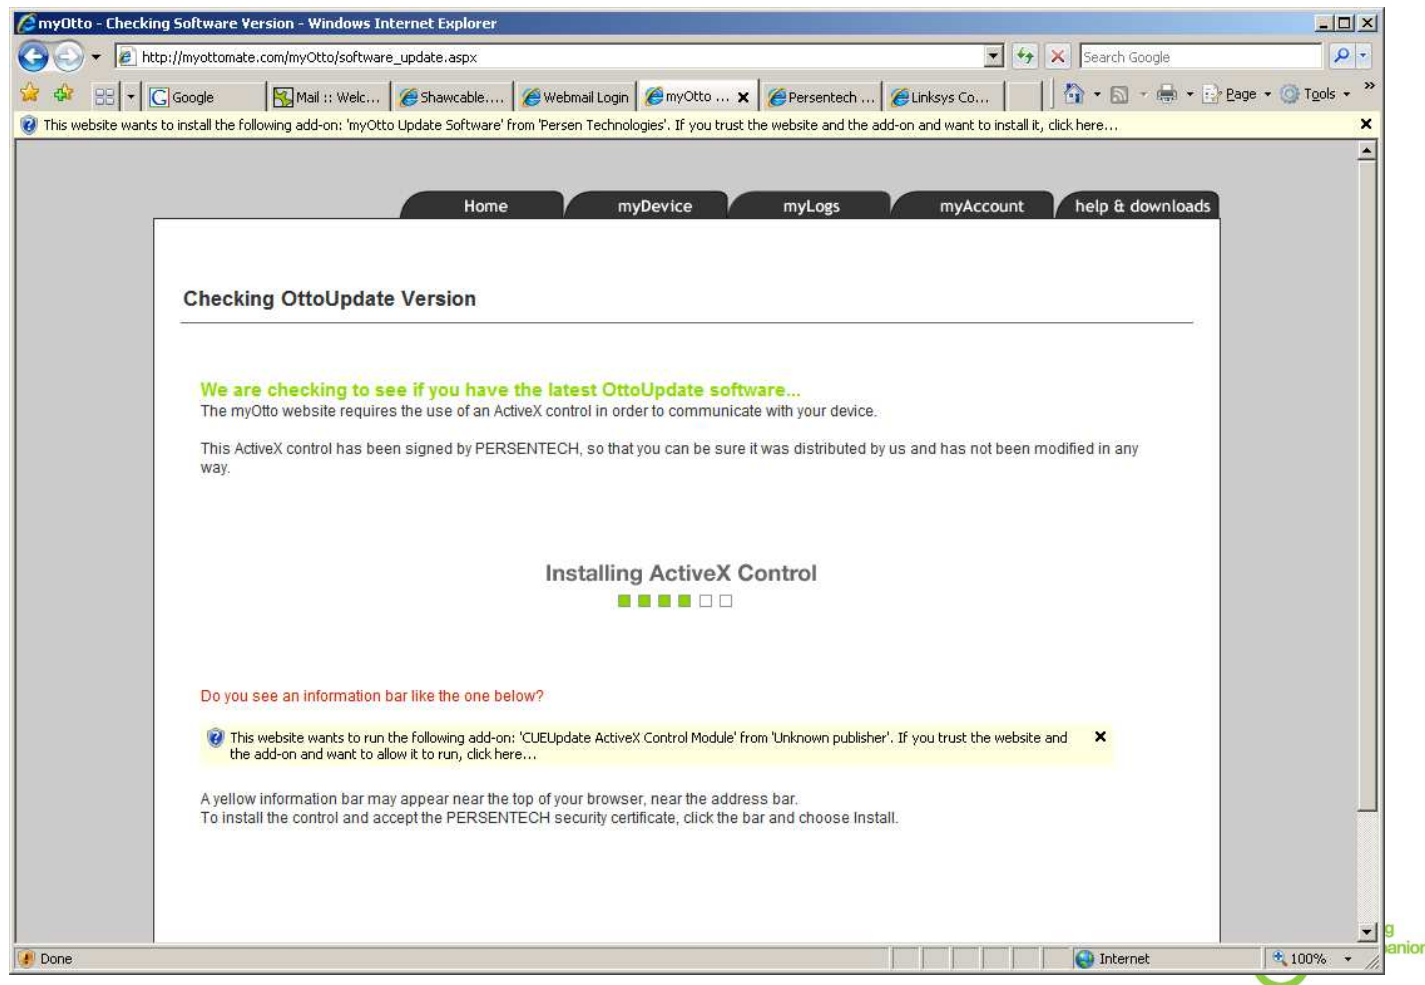 myOtto - Checking Software Version - Windows Internet Explorer
http://myottomate.com/myOtto/software_update.aspx
Search Google
Google
Mail :: Welc...
Shawcable....
Webmail Login
myOtto ...
Persentech ...
Linksys Co...
Page
Tools
This website wants to install the following add-on: 'myOtto Update Software' from 'Persen Technologies'. If you trust the website and the add-on and want to install it, click here...
Home
myDevice
myLogs
myAccount
help & downloads
Checking OttoUpdate Version
We are checking to see if you have the latest OttoUpdate software...
The myOtto website requires the use of an ActiveX control in order to communicate with your device.
This ActiveX control has been signed by PERSENTECH, so that you can be sure it was distributed by us and has not been modified in any
way.
Installing ActiveX Control
Do you see an information bar like the one below?
This website wants to run the following add-on: 'CUEUpdate ActiveX Control Module' from 'Unknown publisher'. If you trust the website and
the add-on and want to allow it to run, click here...
A yellow information bar may appear near the top of your browser, near the address bar.
To install the control and accept the PERSENTECH security certificate, click the bar and choose Install.
Done
Internet
100%